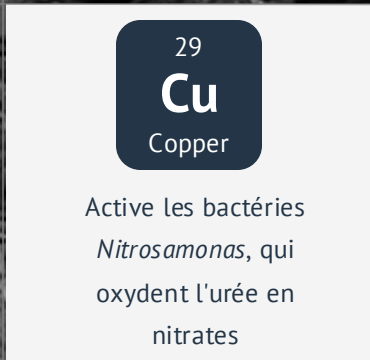 29
Cu
Copper
Active les bactéries
Nitrosamonas, qui
oxydent l'urée en
nitrates